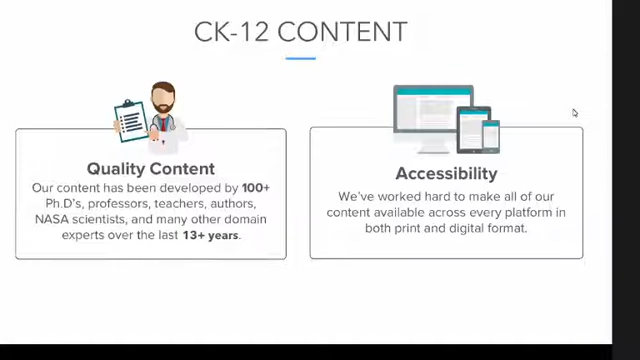 CK-12 CONTENT
Quality Content
Our content has been developed by 100+
Ph.D's, professors, teachers, authors,
NASA scientists, and many other domain
experts over the last 13+ years.
Accessibility
We've worked hard to make all of our
content available across every platform in
both print and digital format.